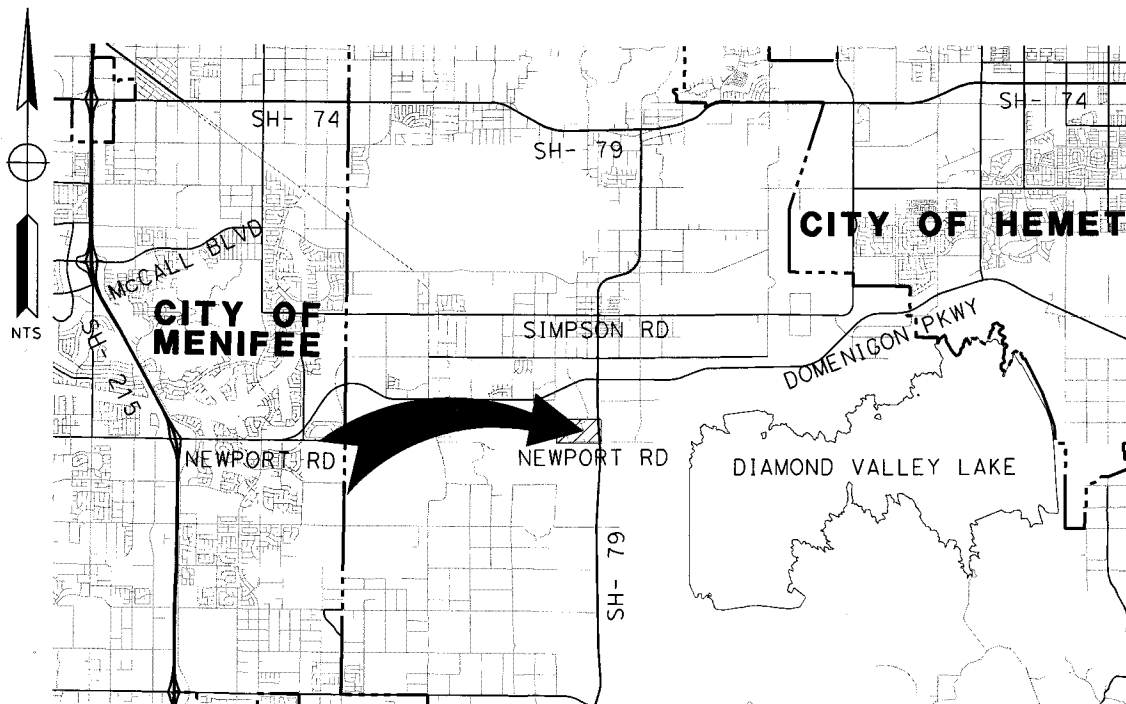 SH- 74
SH- 74
SH- 79
CITY OF HEMET
McCALL BLVD
CITY OF
MENIFEE
NTS
SIMPSON RD
SH- 215
DOMENIGON PKWY
NEWPORT RD
NEWPORT RD
DIAMOND VALLEY LAKE
SH- 79